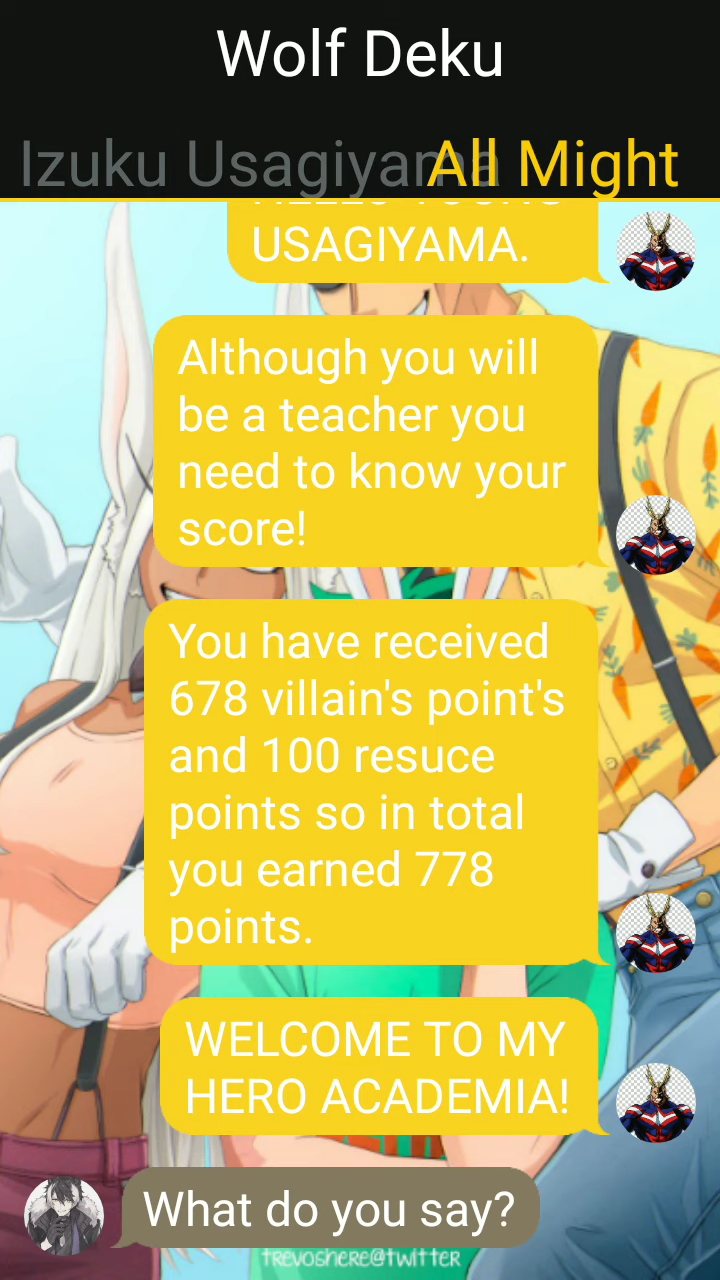 Wolf Deku
Izuku Usagiyama
All Might
USAGIYAMA.
Although you will
be a teacher you
need to know your
score!
You have received
678 villain's point's
and 100 resuce
points so in total
you earned 778
points.
WELCOME TO MY
HERO ACADEMIA!
What do you say?
trevoshere@twitter